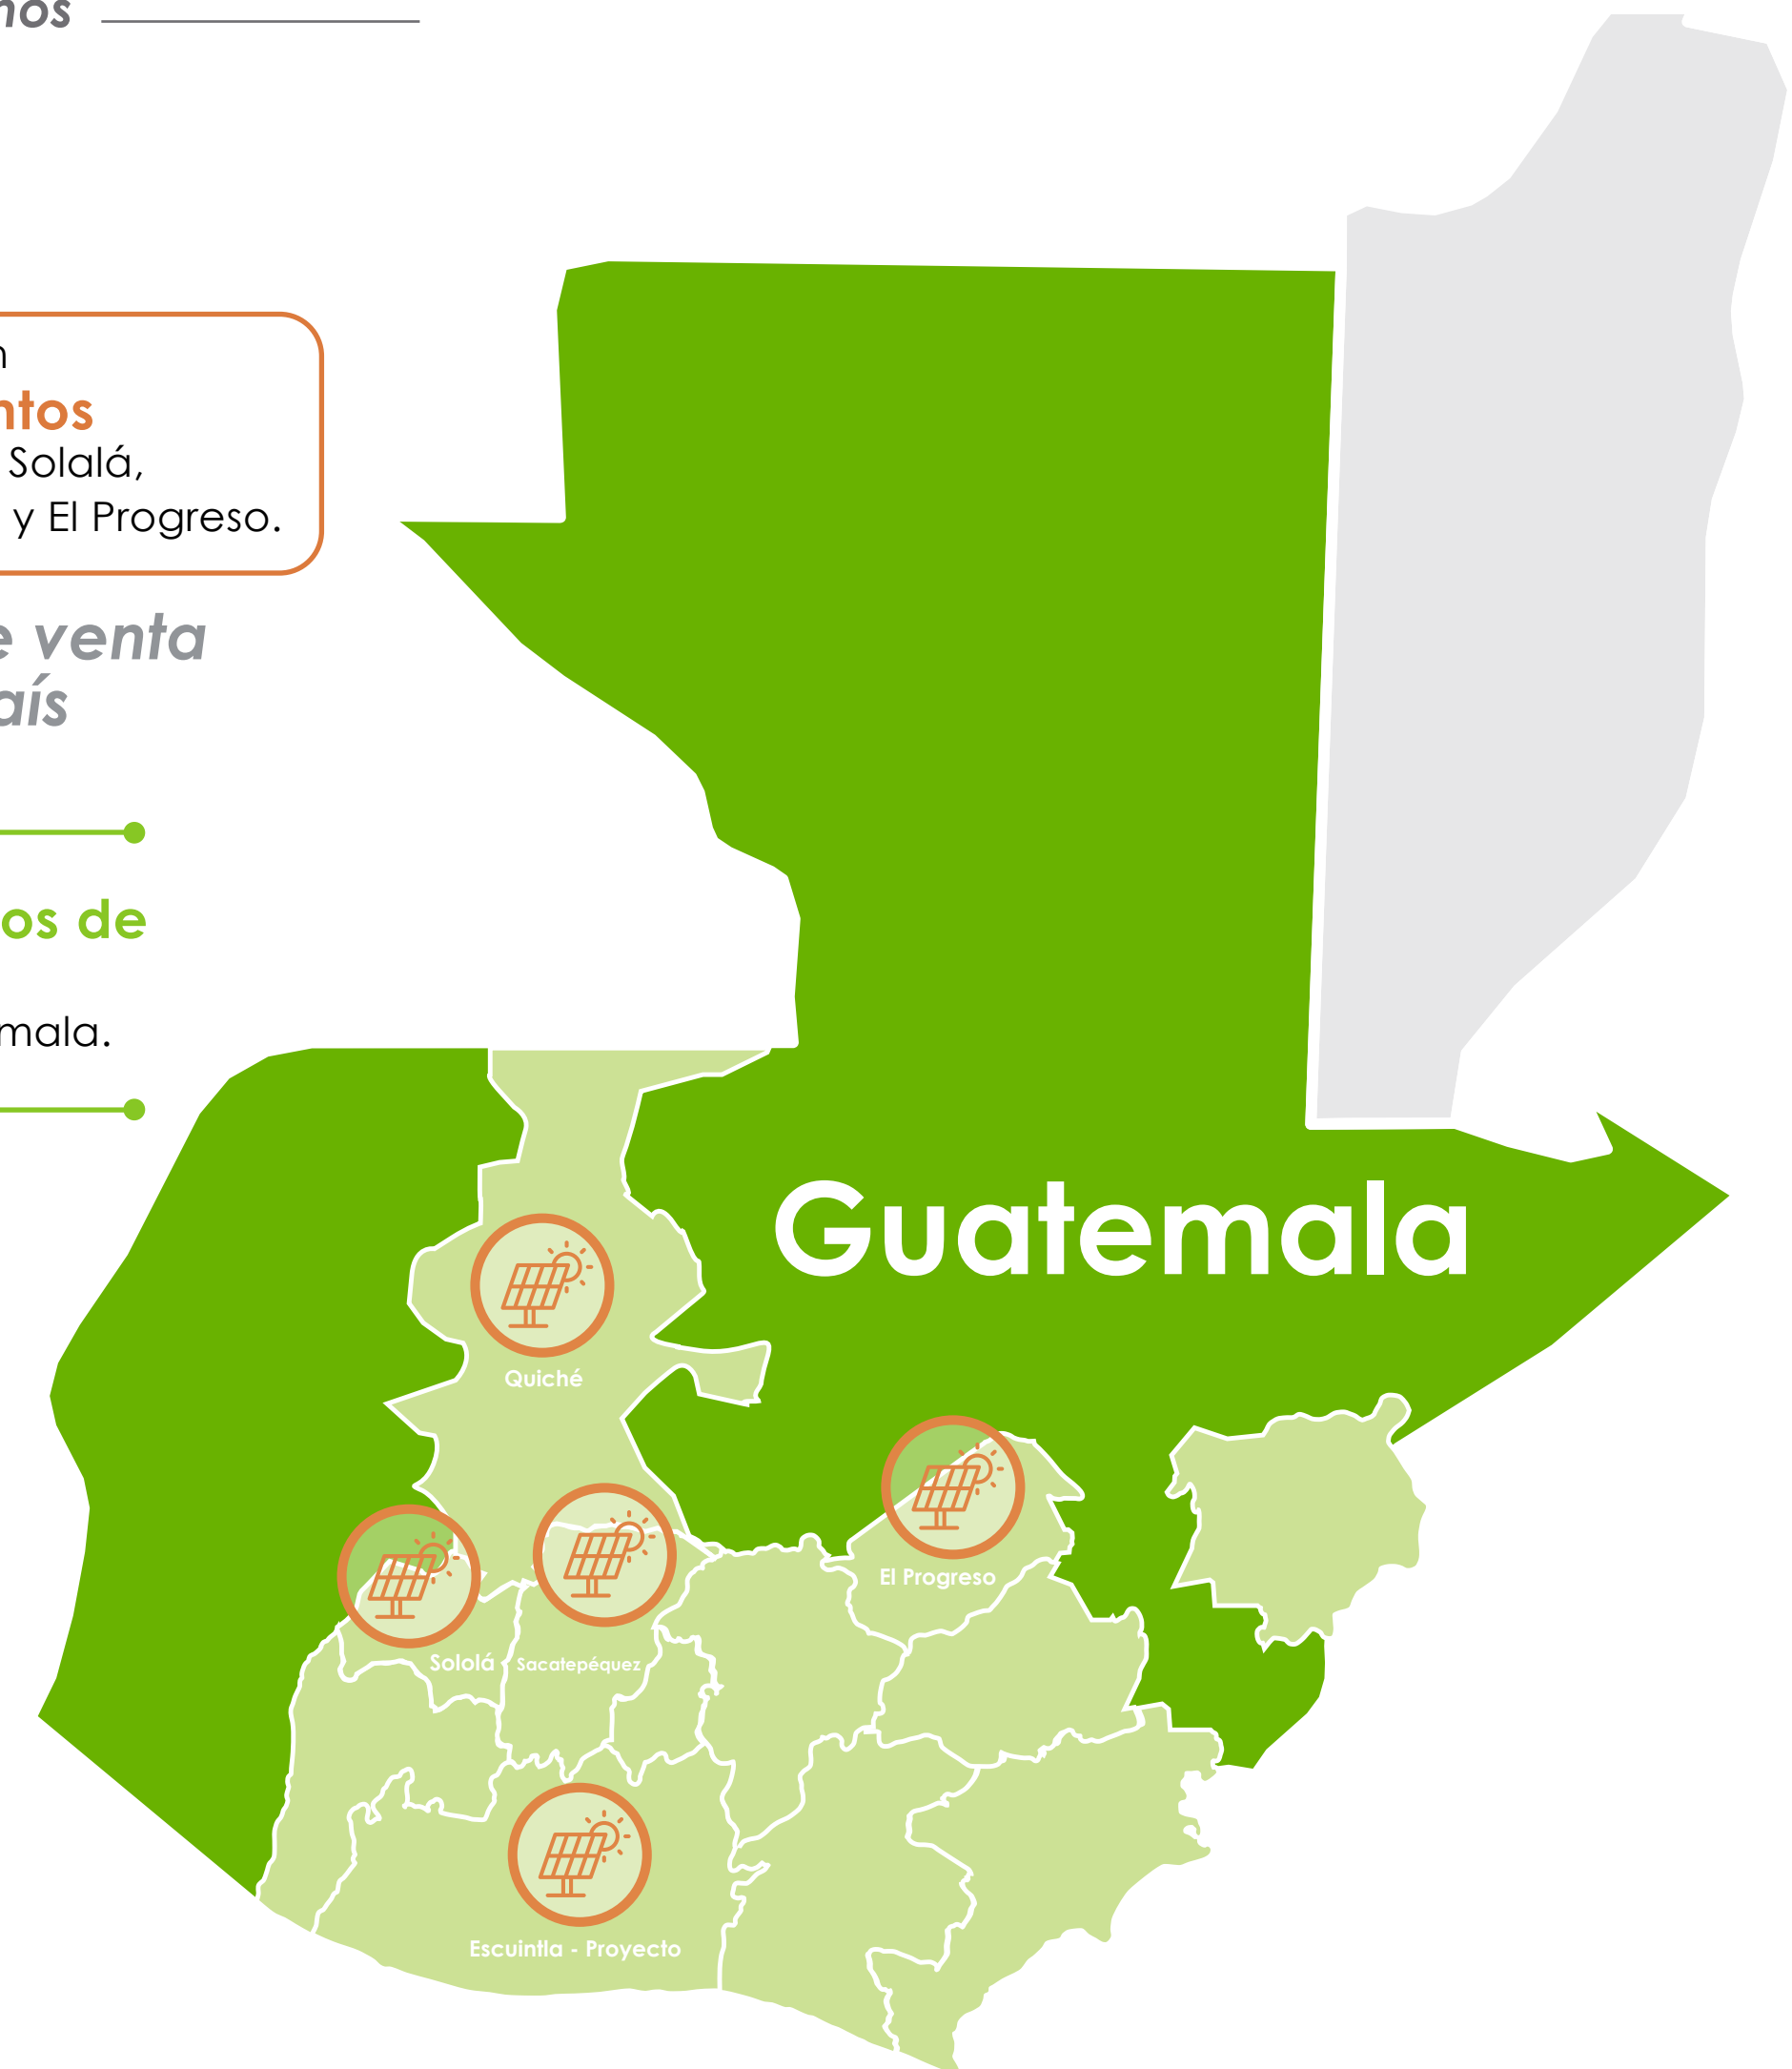 nos
n
ntos
Solalá,
y El Progreso.
e venta
aís
os de
mala.
Guatemala
Quiché
El Progreso
Sololá
Sacatepéquez
Escuintla - Proyecto